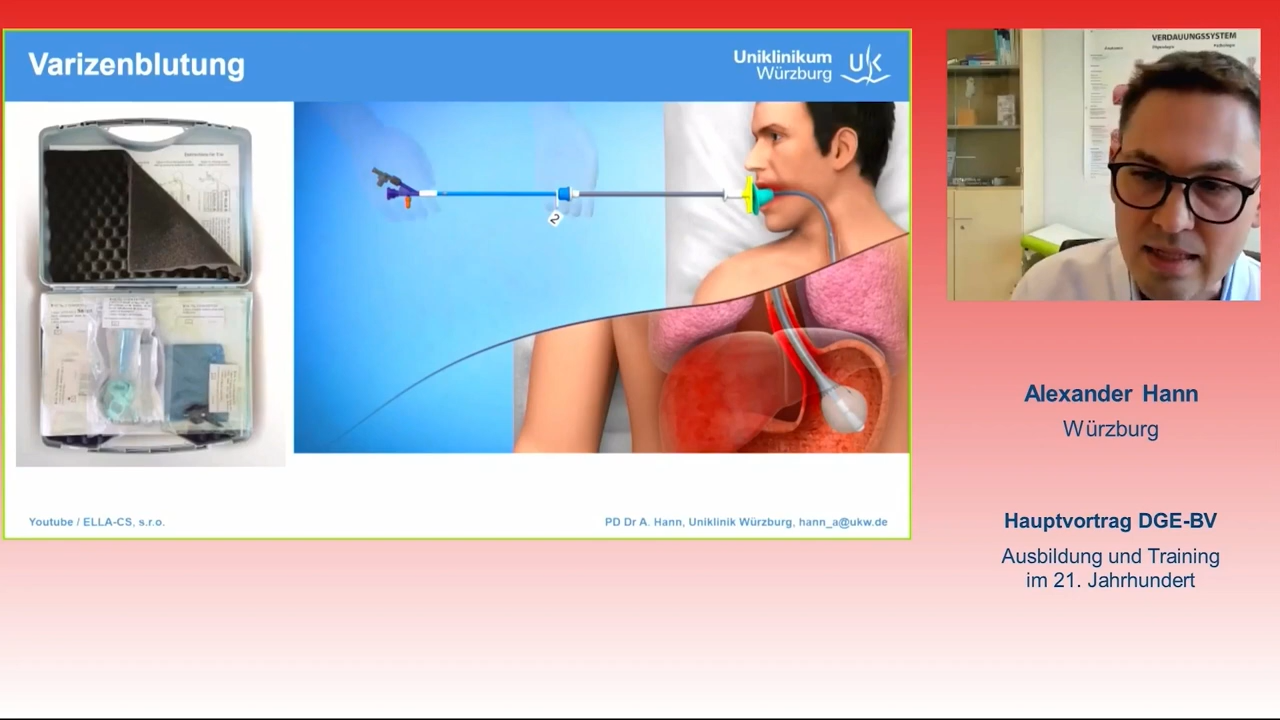 Varizenblutung
Uniklinikum
Würzburg
2
Youtube / ELLA-CS, s.r.o.
PD Dr A. Hann, Uniklinik Würzburg, hann_a@ukw.de
VERDAUUNGSSYSTEM
Alexander Hann
Würzburg
Hauptvortrag DGE-BV
Ausbildung und Training
im 21. Jahrhundert